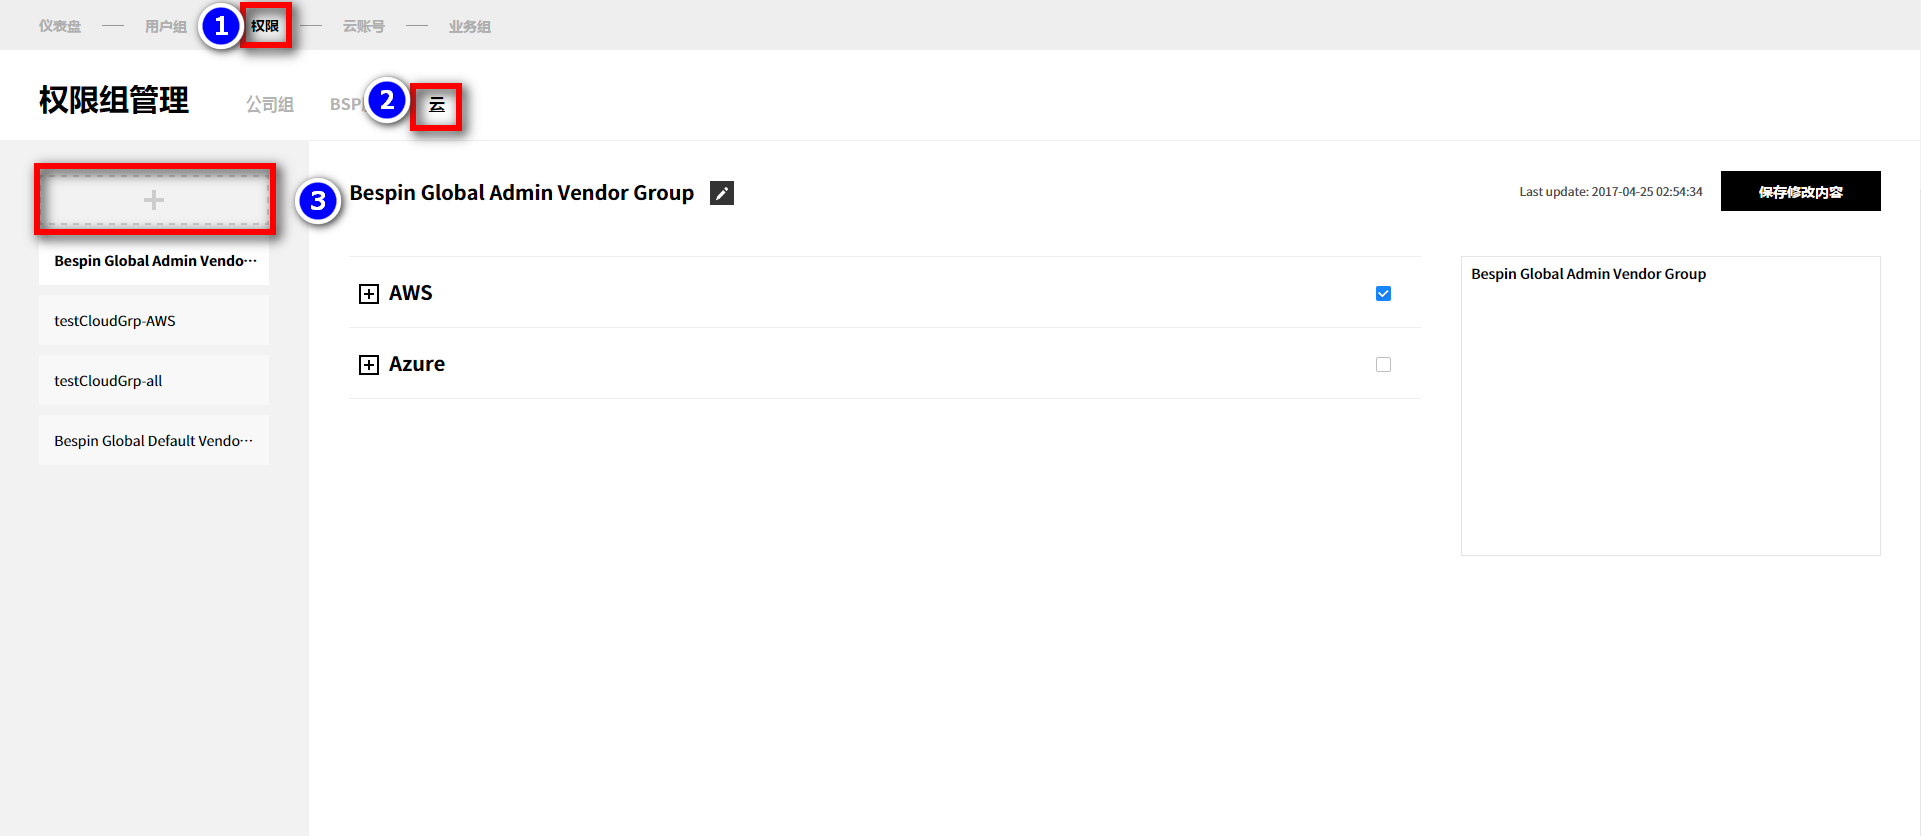 仪表盘 用户组 1 权限 云账号 业务组
权限组管理 公司组 BSP 2 云
3
Bespin Global Admin Vendor Group
Last update: 2017-04-25 02:54:34 保存修改内容
Bespin Global Admin Vendo···
testCloudGrp-AWS
testCloudGrp-all
Bespin Global Default Vendo···
AWS
Azure
Bespin Global Admin Vendor Group